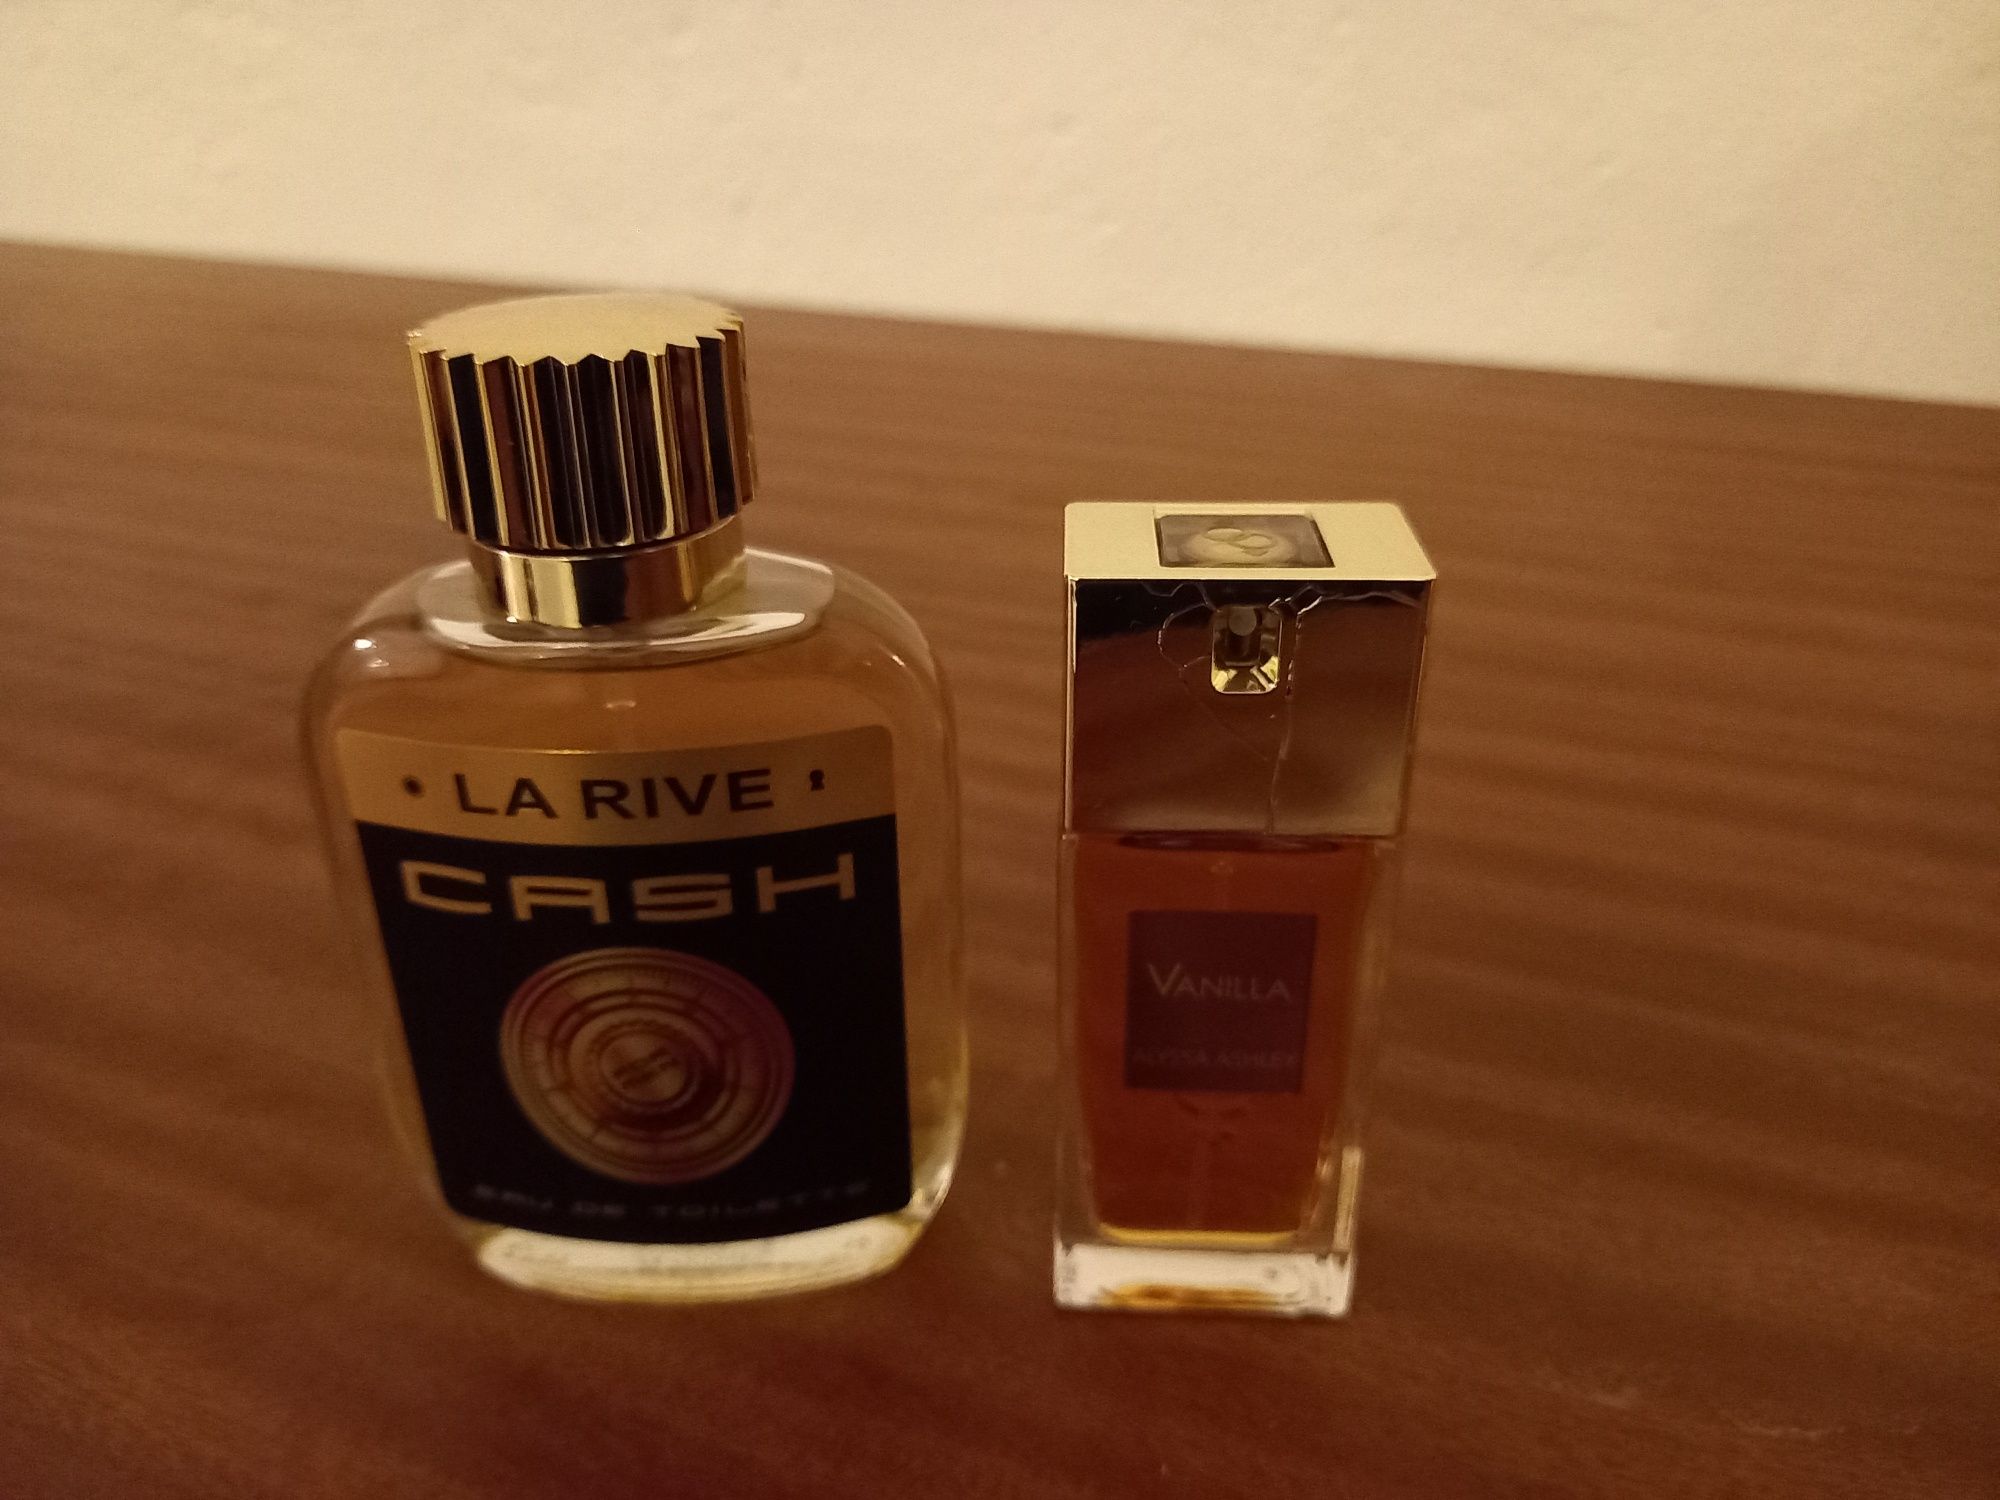 LA RIVE
CASH
EAU DE TOILETTE
VANILLA
ALYSSA ASHLEY